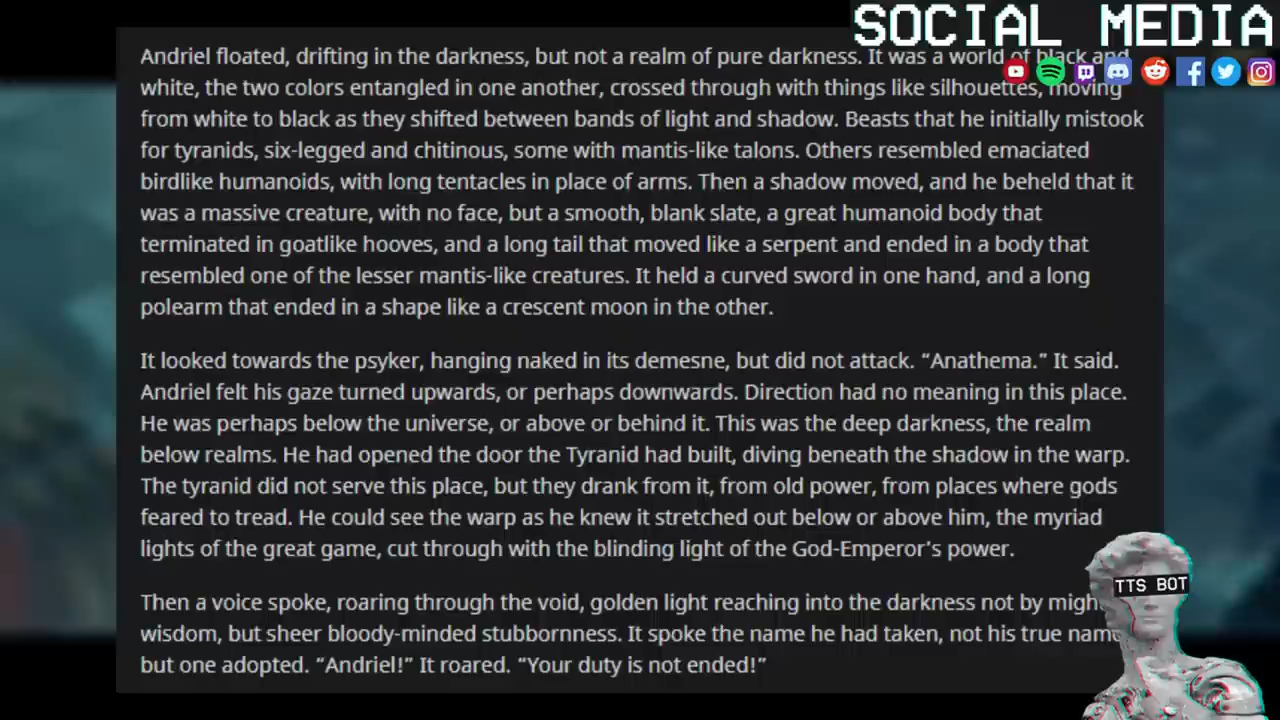 SOCIAL MEDIA
Andriel floated, drifting in the darkness, but not a realm of pure darkness. It was a world of black and
white, the two colors entangled in one another, crossed through with things like silhouettes, moving
from white to black as they shifted between bands of light and shadow. Beasts that he initially mistook
for tyranids, six-legged and chitinous, some with mantis-like talons. Others resembled emaciated
birdlike humanoids, with long tentacles in place of arms. Then a shadow moved, and he beheld that it
was a massive creature, with no face, but a smooth, blank slate, a great humanoid body that
terminated in goatlike hooves, and a long tail that moved like a serpent and ended in a body that
resembled one of the lesser mantis-like creatures. It held a curved sword in one hand, and a long
polearm that ended in a shape like a crescent moon in the other.
It looked towards the psyker, hanging naked in its demesne, but did not attack. “Anathema.” It said.
Andriel felt his gaze turned upwards, or perhaps downwards. Direction had no meaning in this place.
He was perhaps below the universe, or above or behind it. This was the deep darkness, the realm
below realms. He had opened the door the Tyranid had built, diving beneath the shadow in the warp.
The tyranid did not serve this place, but they drank from it, from old power, from places where gods
feared to tread. He could see the warp as he knew it stretched out below or above him, the myriad
lights of the great game, cut through with the blinding light of the God-Emperor’s power.
Then a voice spoke, roaring through the void, golden light reaching into the darkness not by might
wisdom, but sheer bloody-minded stubbornness. It spoke the name he had taken, not his true name
but one adopted. “Andriel!” It roared. “Your duty is not ended!”
TTS BOT